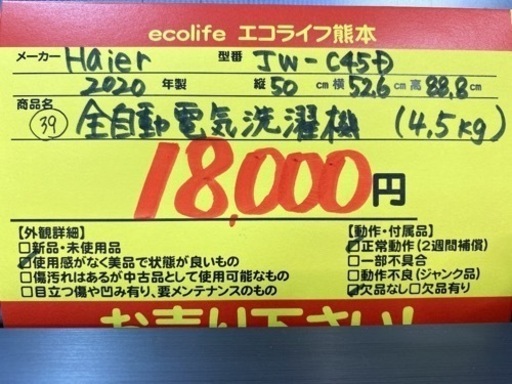 ecolife エコライフ熊本
メーカー Haier 型番 JW-C45D
2020 年製 縦 50 cm 横 52.6 cm 高 88.8 cm
商品名 39 全自動電気洗濯機 (4.5kg)
18,000円
【外観詳細】 【動作・付属品】
□新品・未使用品 ☑正常動作(2週間補償)
☑使用感がなく美品で状態が良いもの □一部不具合
□傷汚れはあるが中古品として使用可能なもの □動作不良(ジャンク品)
□目立つ傷や凹み有り、要メンテナンスのもの ☑欠品なし□欠品有り
お売り下さい!